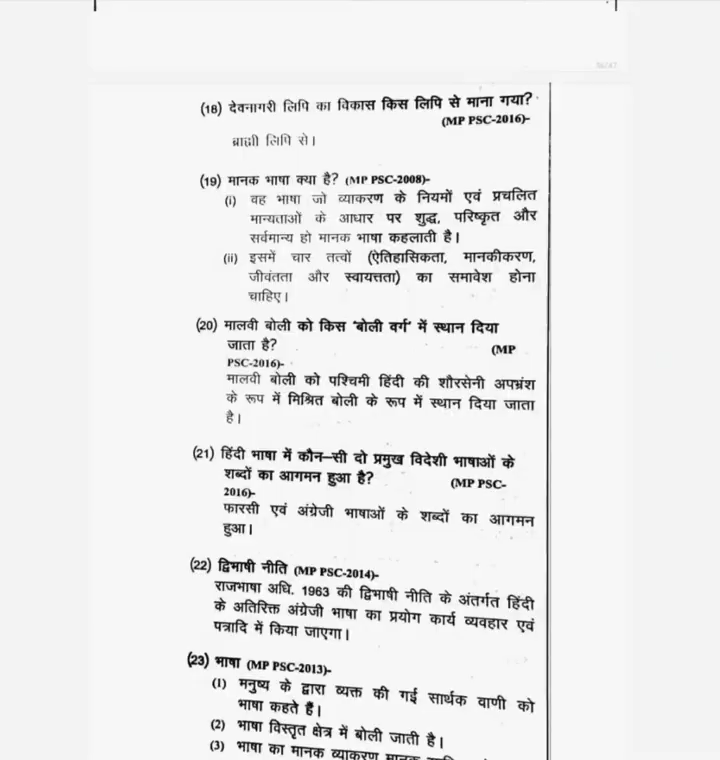 (18) देवनागरी लिपि का विकास किस लिपि से माना गया?
(MP PSC-2016)-
ब्राह्मी लिपि से।
(19) मानक भाषा क्या है? (MP PSC-2008)-
(i) वह भाषा जो व्याकरण के नियमों एवं प्रचलित
मान्यताओं के आधार पर शुद्ध, परिष्कृत और
सर्वमान्य हो मानक भाषा कहलाती है।
(ii) इसमें चार तत्वों (ऐतिहासिकता, मानकीकरण,
जीवंतता और स्वायत्तता) का समावेश होना
चाहिए।
(20) मालवी बोली को किस 'बोली वर्ग' में स्थान दिया
जाता है? (MP
PSC-2016)-
मालवी बोली को पश्चिमी हिंदी की शौरसेनी अपभ्रंश
के रूप में मिश्रित बोली के रूप में स्थान दिया जाता
है।
(21) हिंदी भाषा में कौन–सी दो प्रमुख विदेशी भाषाओं के
शब्दों का आगमन हुआ है? (MP PSC-
2016)-
फारसी एवं अंग्रेजी भाषाओं के शब्दों का आगमन
हुआ।
(22) द्विभाषी नीति (MP PSC-2014)-
राजभाषा अधि. 1963 की द्विभाषी नीति के अंतर्गत हिंदी
के अतिरिक्त अंग्रेजी भाषा का प्रयोग कार्य व्यवहार एवं
पत्रादि में किया जाएगा।
(23) भाषा (MP PSC-2013)-
(1) मनुष्य के द्वारा व्यक्त की गई सार्थक वाणी को
भाषा कहते हैं।
(2) भाषा विस्तृत क्षेत्र में बोली जाती है।
(3) भाषा का मानक व्याकरण मानक